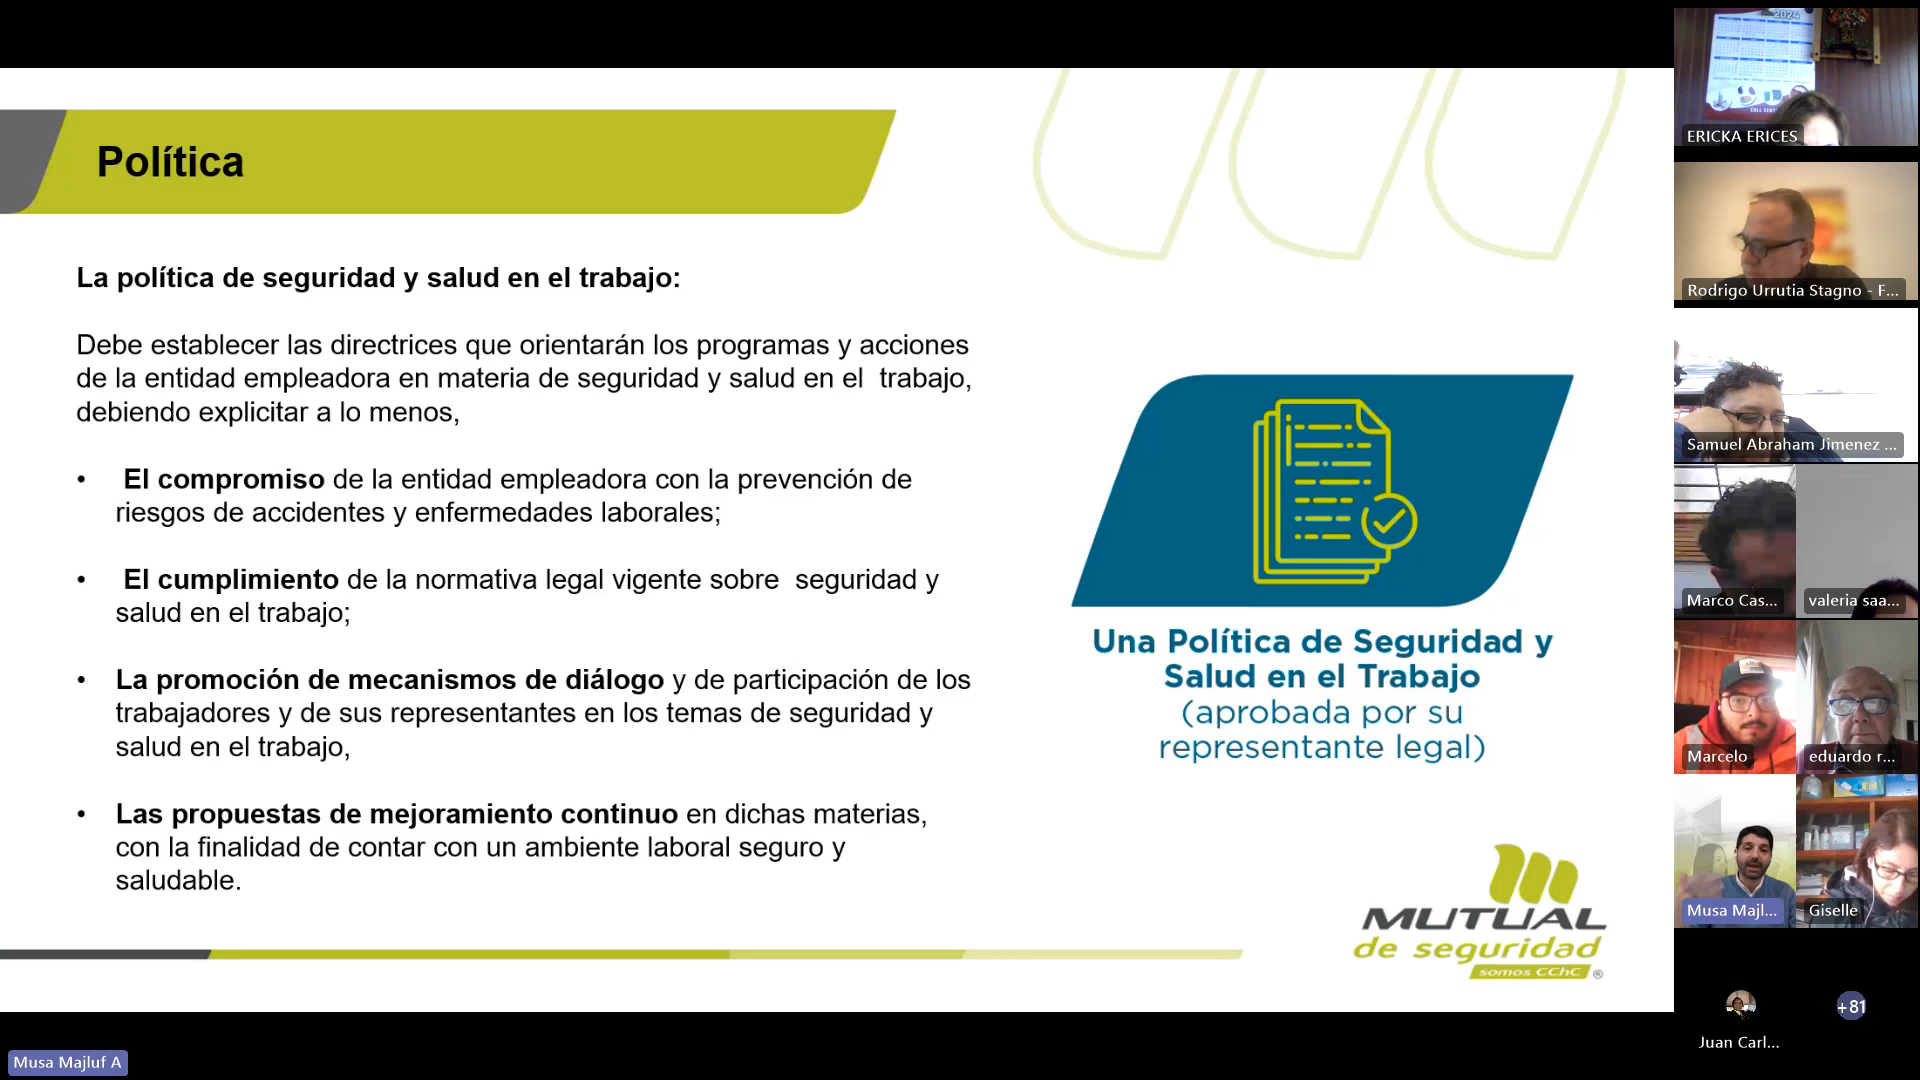 Política
La política de seguridad y salud en el trabajo:
Debe establecer las directrices que orientarán los programas y acciones
de la entidad empleadora en materia de seguridad y salud en el trabajo,
debiendo explicitar a lo menos,
• El compromiso de la entidad empleadora con la prevención de
riesgos de accidentes y enfermedades laborales;
• El cumplimiento de la normativa legal vigente sobre seguridad y
salud en el trabajo;
• La promoción de mecanismos de diálogo y de participación de los
trabajadores y de sus representantes en los temas de seguridad y
salud en el trabajo,
• Las propuestas de mejoramiento continuo en dichas materias,
con la finalidad de contar con un ambiente laboral seguro y
saludable.
Una Política de Seguridad y
Salud en el Trabajo
(aprobada por su
representante legal)
MUTUAL
de seguridad
somos CChC ®
Musa Majluf A
2024
ERICKA ERICES
Rodrigo Urrutia Stagno - F...
Samuel Abraham Jimenez ...
Marco Cas...
valeria saa...
Marcelo
eduardo r...
Musa Majl...
Giselle
+81
Juan Carl...